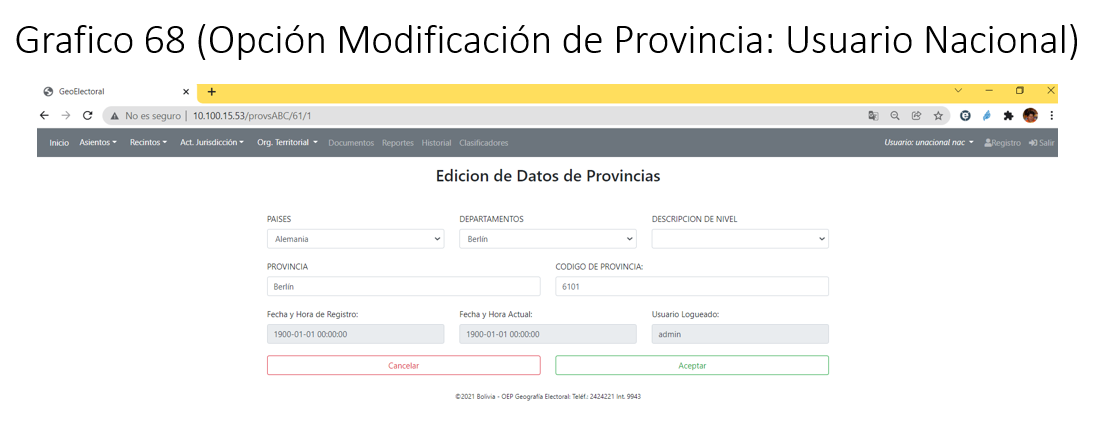 Grafico 68 (Opción Modificación de Provincia: Usuario Nacional)
GeoElectoral
No es seguro | 10.100.15.53/provsABC/61/1
Inicio Asientos Recintos Act. Jurisdicción Org. Territorial Documentos Reportes Historial Clasificadores Usuario: unacional nac Registro Salir
Edicion de Datos de Provincias
PAISES DEPARTAMENTOS DESCRIPCION DE NIVEL
Alemania Berlín
PROVINCIA CODIGO DE PROVINCIA:
Berlín 6101
Fecha y Hora de Registro: Fecha y Hora Actual: Usuario Logueado:
1900-01-01 00:00:00 1900-01-01 00:00:00 admin
Cancelar Aceptar
©2021 Bolivia - OEP Geografía Electoral: Teléf.: 2424221 Int. 9943